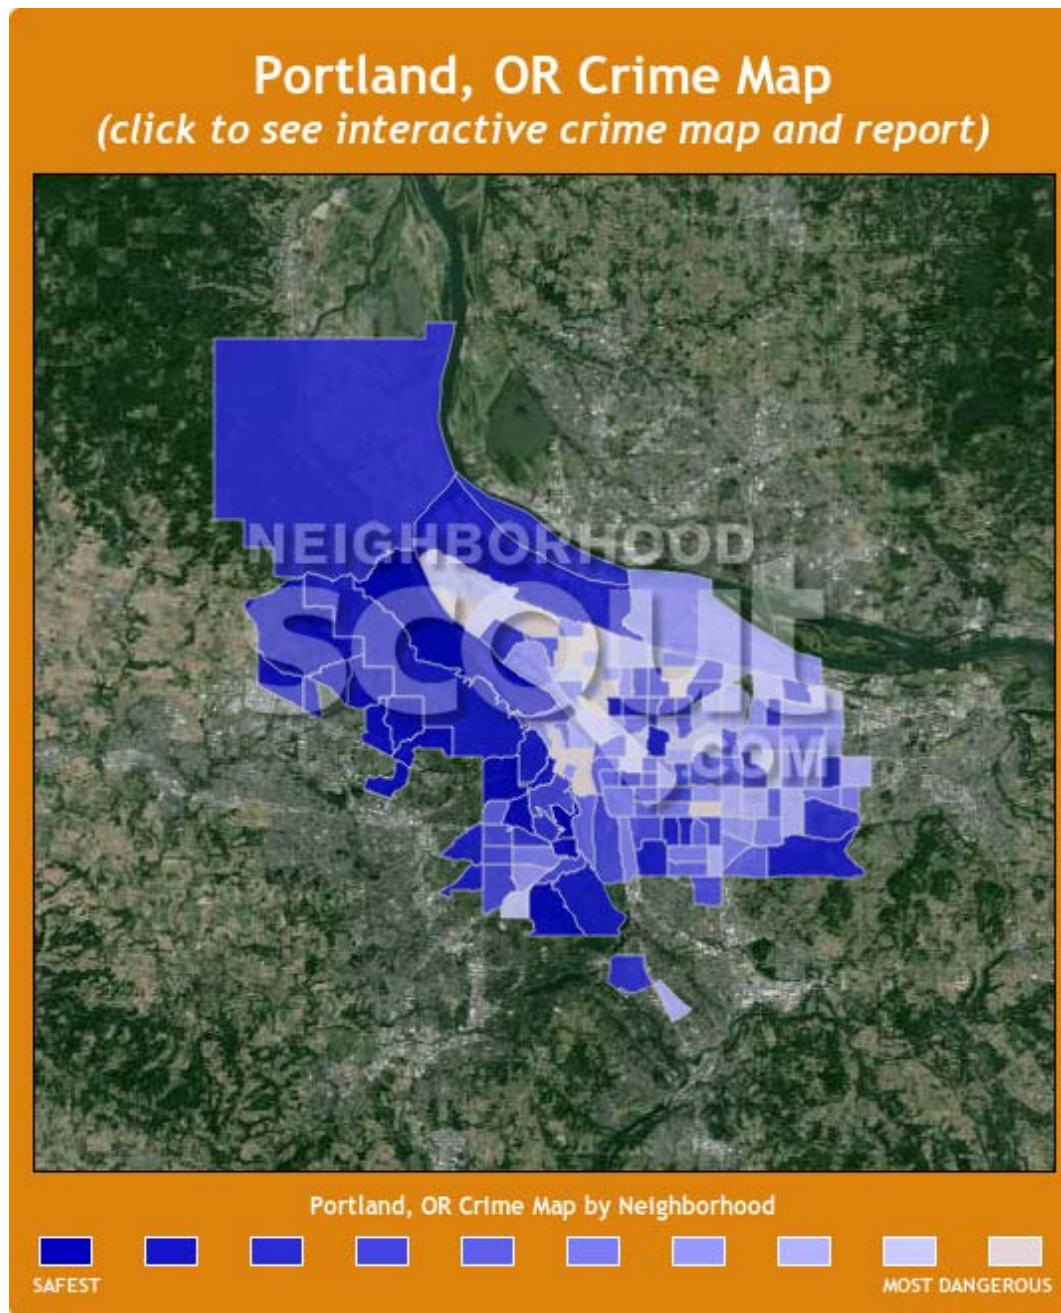 Portland, OR Crime Map
(click to see interactive crime map and report)
NEIGHBORHOOD
scout
.COM
Portland, OR Crime Map by Neighborhood
SAFEST
MOST DANGEROUS